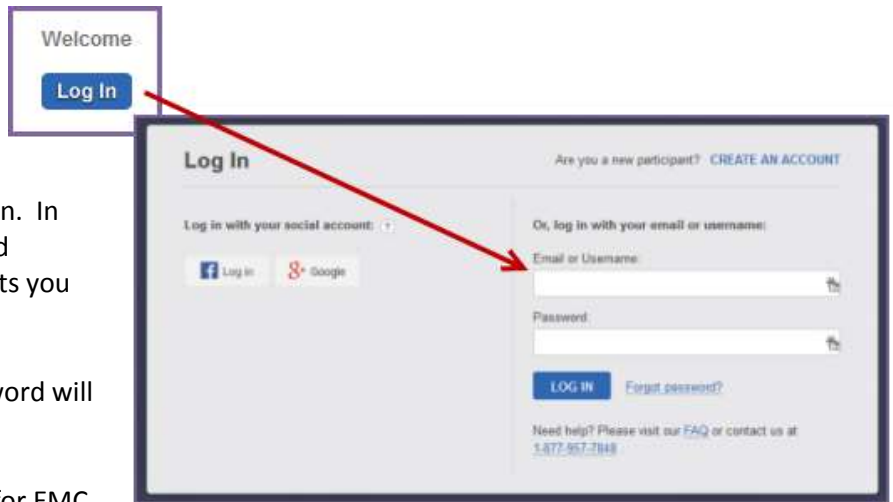 Welcome
Log In
Log In
Are you a new participant? CREATE AN ACCOUNT
n. In
d
ts you
word will
for EMC
Log in with your social account: ?
Log in
Google
Or, log in with your email or username:
Email or Username:
Password:
LOG IN Forgot password?
Need help? Please visit our FAQ or contact us at
1-877-957-7848